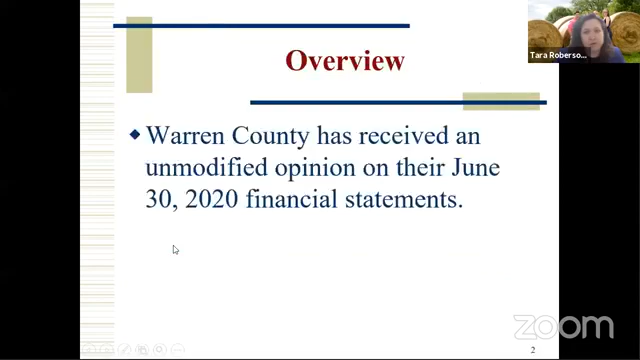 Tara Roberso...
Overview
Warren County has received an
unmodified opinion on their June
30, 2020 financial statements.
zoom
2